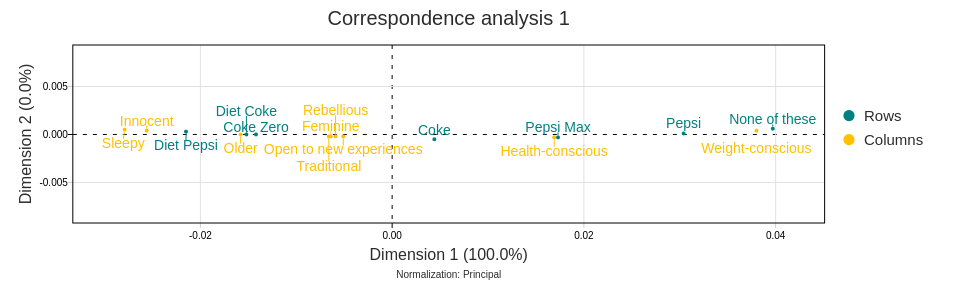 Correspondence analysis 1
Dimension 2 (0.0%)
0.005
0.000
-0.005
Innocent
Sleepy
Diet Pepsi
Diet Coke
Coke Zero
Older
Rebellious
Feminine
Open to new experiences
Traditional
Coke
Pepsi Max
Health-conscious
Pepsi
None of these
Weight-conscious
Rows
Columns
-0.02
0.00
0.02
0.04
Dimension 1 (100.0%)
Normalization: Principal